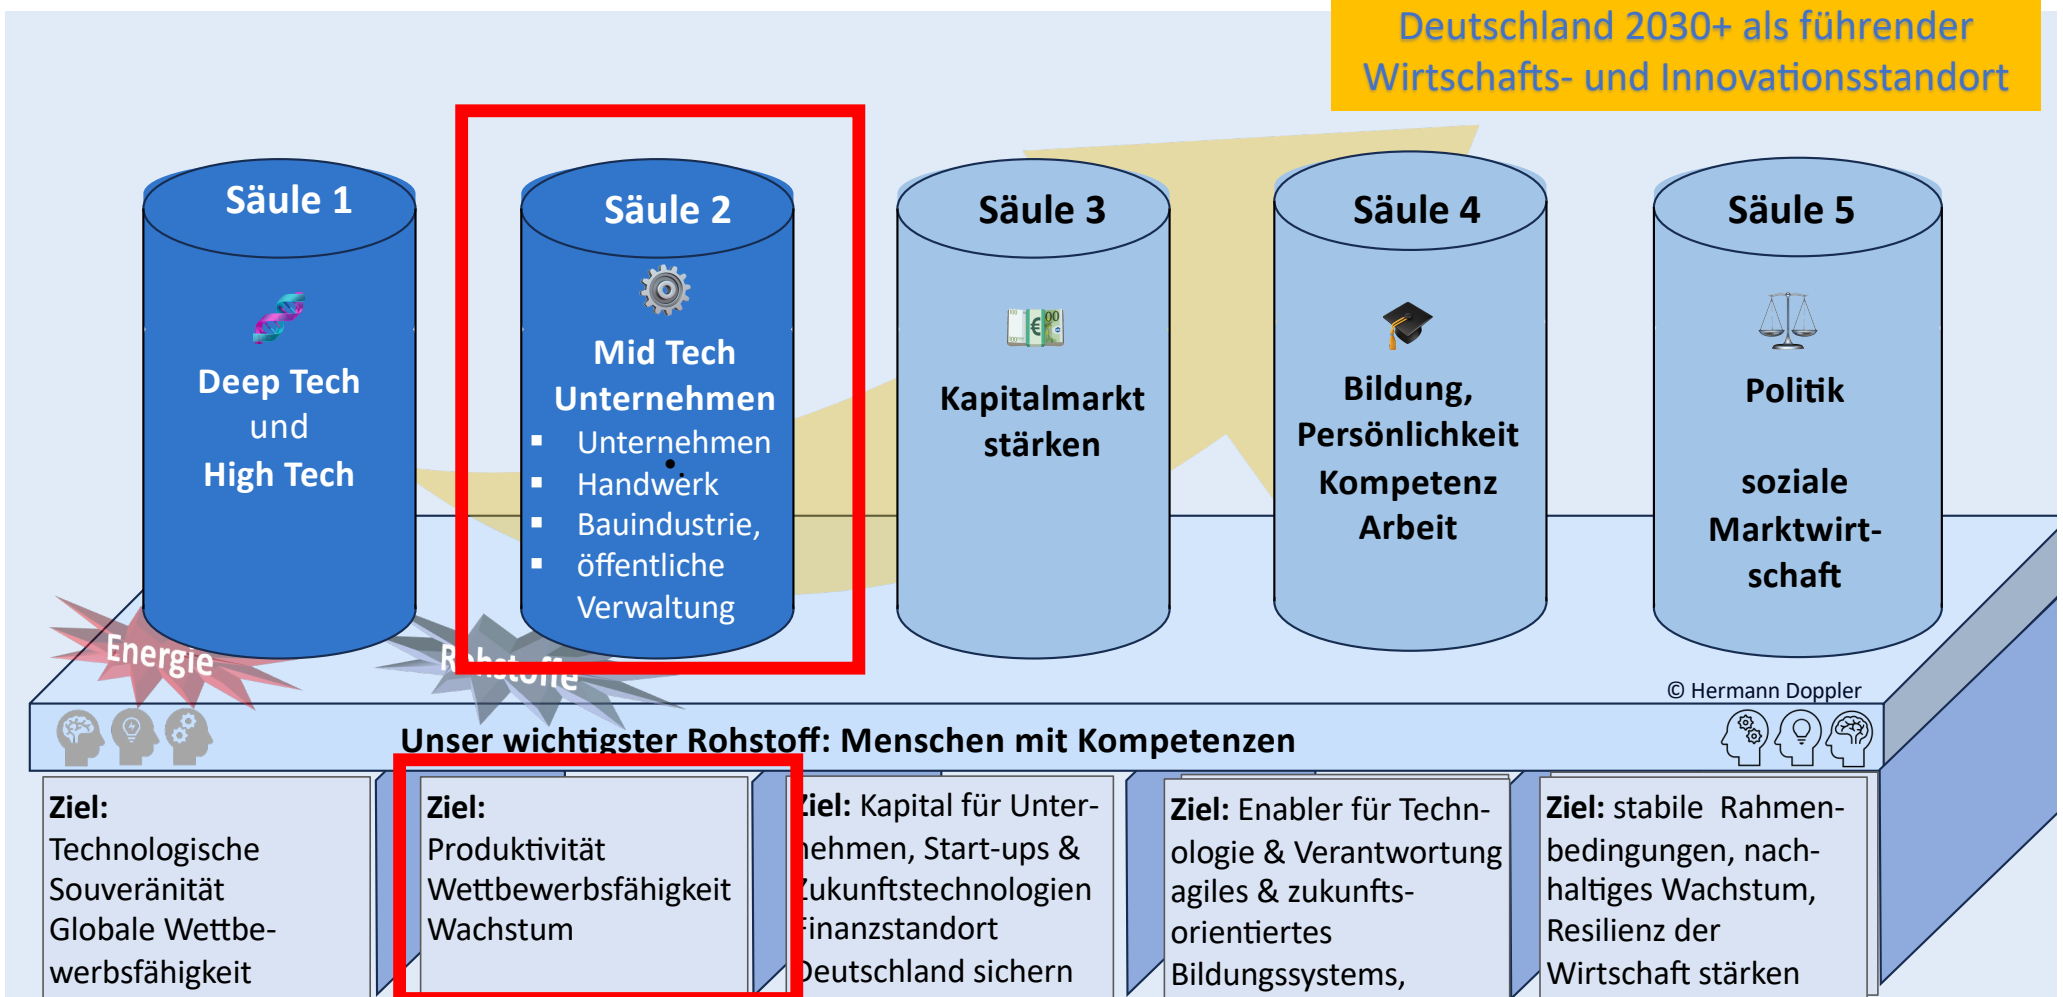 Deutschland 2030+ als führender
Wirtschafts- und Innovationsstandort
Säule 1
Deep Tech
und
High Tech
Säule 2
Mid Tech
Unternehmen
▪ Unternehmen
▪ Handwerk
▪ Bauindustrie,
▪ öffentliche
Verwaltung
Säule 3
Kapitalmarkt
stärken
Säule 4
Bildung,
Persönlichkeit
Kompetenz
Arbeit
Säule 5
Politik
soziale
Marktwirt-
schaft
Energie
Rohstoffe
© Hermann Doppler
Unser wichtigster Rohstoff: Menschen mit Kompetenzen
Ziel:
Technologische
Souveränität
Globale Wettbe-
werbsfähigkeit
Ziel:
Produktivität
Wettbewerbsfähigkeit
Wachstum
Ziel: Kapital für Unter-
nehmen, Start-ups &
Zukunftstechnologien
Finanzstandort
Deutschland sichern
Ziel: Enabler für Techn-
ologie & Verantwortung
agiles & zukunfts-
orientiertes
Bildungssystems,
Ziel: stabile Rahmen-
bedingungen, nach-
haltiges Wachstum,
Resilienz der
Wirtschaft stärken